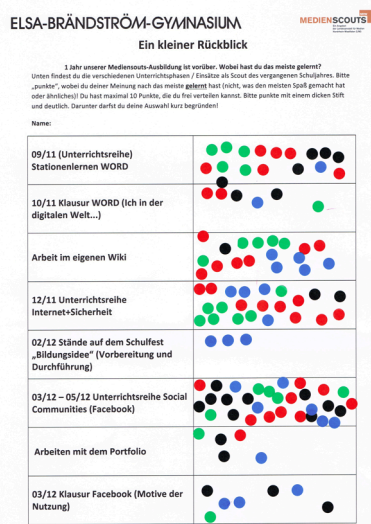 ELSA-BRÄNDSTRÖM-GYMNASIUM
MEDIENSCOUTS
Ein kleiner Rückblick
1 Jahr unserer Mediensouts-Ausbildung ist vorüber. Wobei hast du das meiste gelernt?
Unten findest du die verschiedenen Unterrichtsphasen / Einsätze als Scout des vergangenen Schuljahres. Bitte
„punkte“, wobei du deiner Meinung nach das meiste gelernt hast (nicht, was den meisten Spaß gemacht hat
oder ähnliches)! Du hast maximal 10 Punkte, die du frei verteilen kannst. Bitte punkte mit einem dicken Stift
und deutlich. Darunter darfst du deine Auswahl kurz begründen!
Name:
09/11 (Unterrichtsreihe)
Stationenlernen WORD
10/11 Klausur WORD (Ich in der
digitalen Welt...)
Arbeit im eigenen Wiki
12/11 Unterrichtsreihe
Internet+Sicherheit
02/12 Stände auf dem Schulfest
„Bildungsidee“ (Vorbereitung und
Durchführung)
03/12 – 05/12 Unterrichtsreihe Social
Communities (Facebook)
Arbeiten mit dem Portfolio
03/12 Klausur Facebook (Motive der
Nutzung)